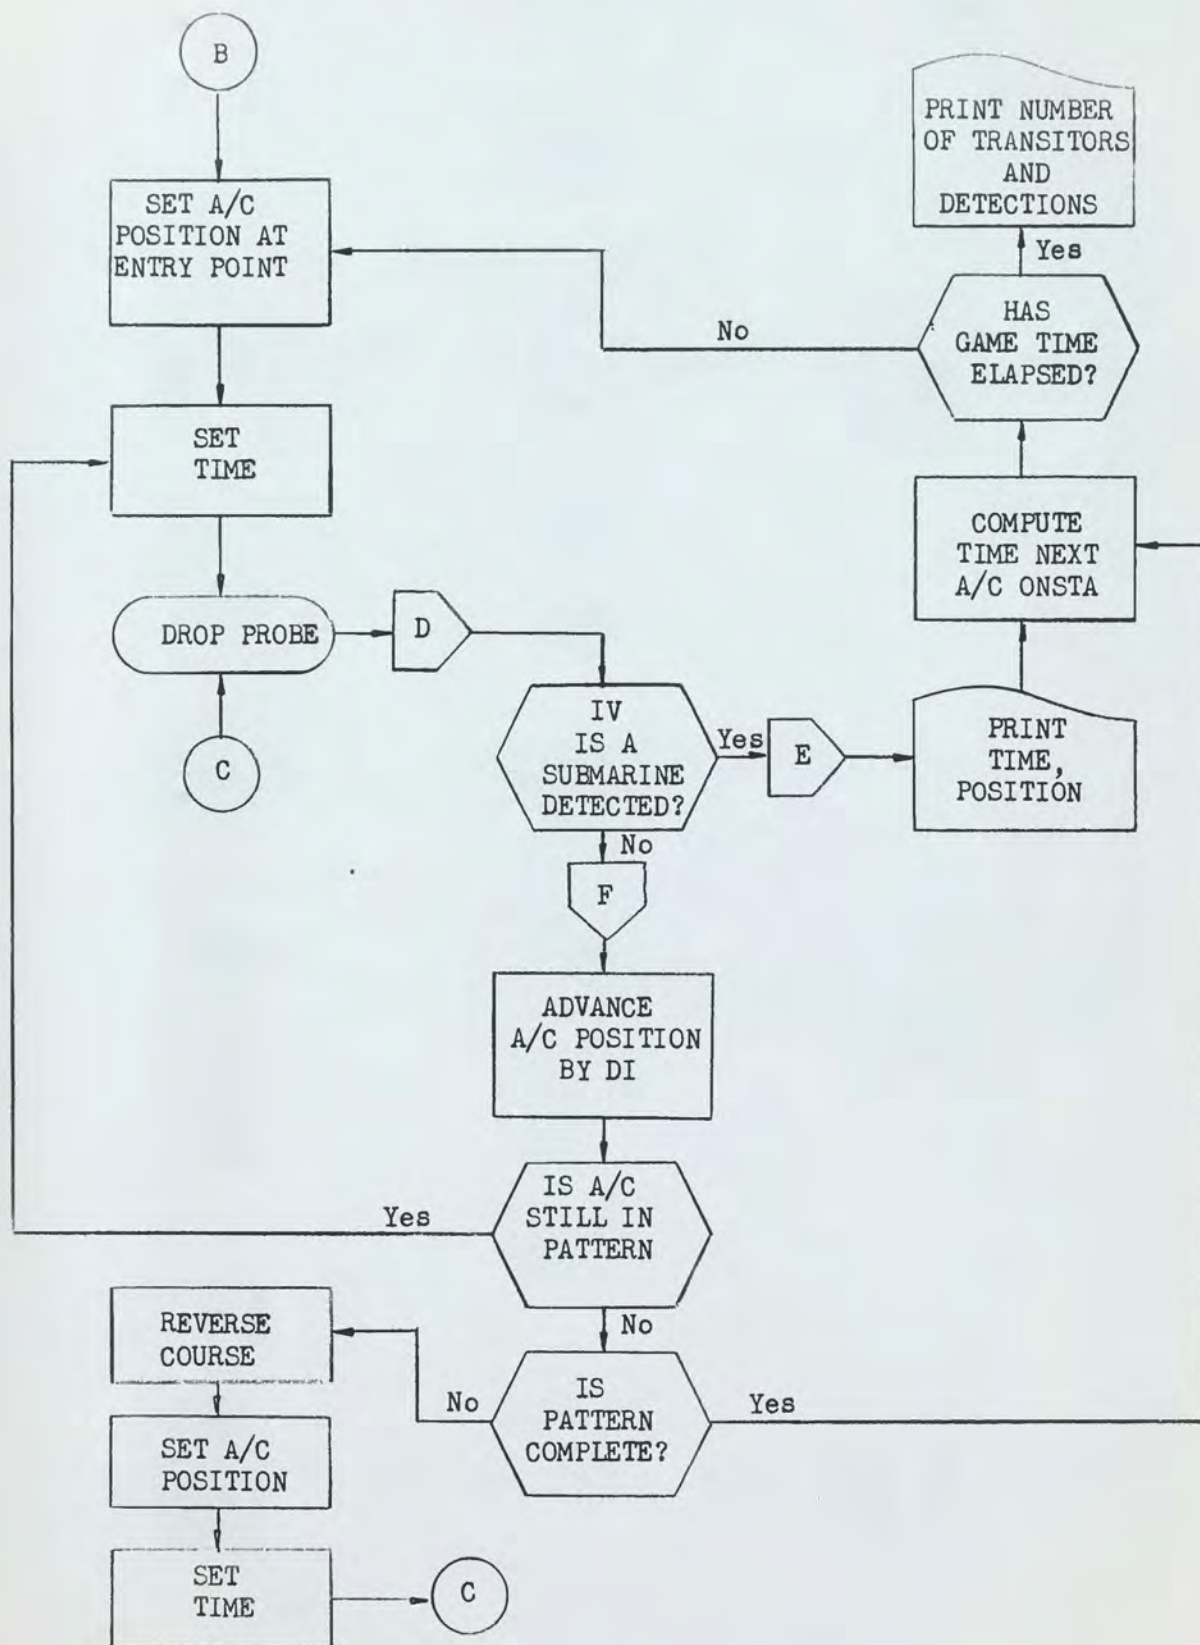 B
SET A/C
POSITION AT
ENTRY POINT
SET
TIME
DROP PROBE
C
D
IV
IS A
SUBMARINE
DETECTED?
Yes
E
PRINT
TIME,
POSITION
COMPUTE
TIME NEXT
A/C ONSTA
HAS
GAME TIME
ELAPSED?
No
Yes
PRINT NUMBER
OF TRANSITORS
AND
DETECTIONS
No
F
ADVANCE
A/C POSITION
BY DI
IS A/C
STILL IN
PATTERN
Yes
No
IS
PATTERN
COMPLETE?
Yes
No
REVERSE
COURSE
SET A/C
POSITION
SET
TIME
C